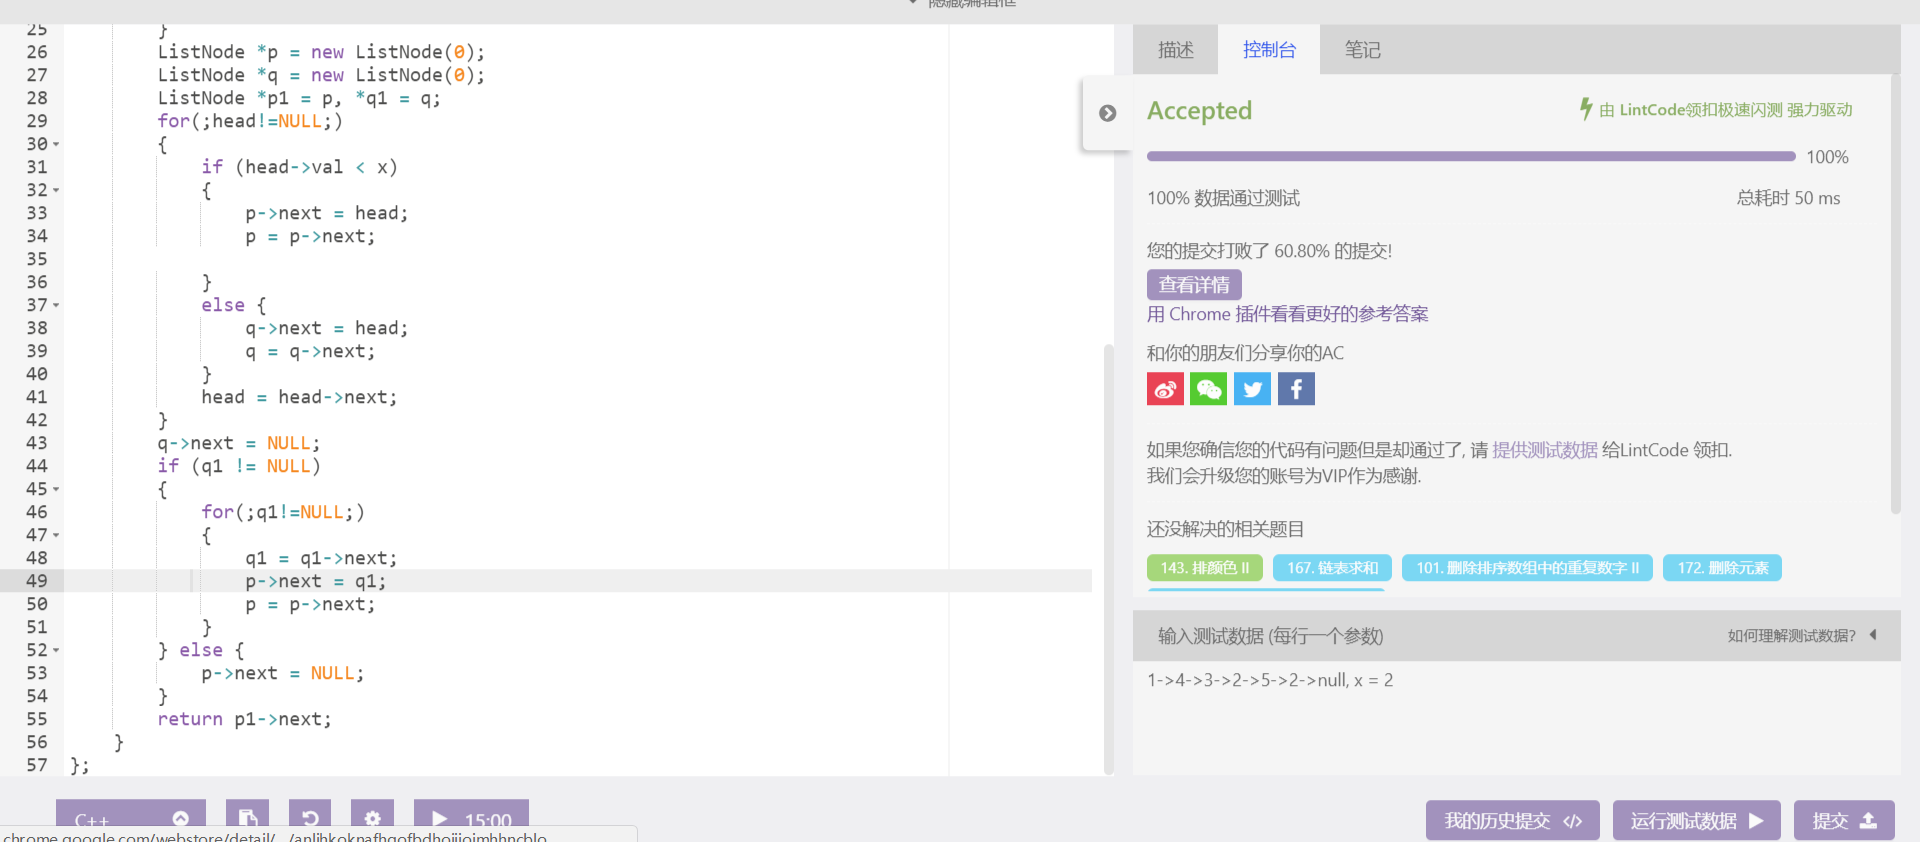 隐藏编辑框
25 }
26 ListNode *p = new ListNode(0);
27 ListNode *q = new ListNode(0);
28 ListNode *p1 = p, *q1 = q;
29 for(;head!=NULL;)
30 {
31 if (head->val < x)
32 {
33 p->next = head;
34 p = p->next;
35
36 }
37 else {
38 q->next = head;
39 q = q->next;
40 }
41 head = head->next;
42 }
43 q->next = NULL;
44 if (q1 != NULL)
45 {
46 for(;q1!=NULL;)
47 {
48 q1 = q1->next;
49 p->next = q1;
50 p = p->next;
51 }
52 } else {
53 p->next = NULL;
54 }
55 return p1->next;
56 }
57 };
C++
15:00
描述 控制台 笔记
Accepted
由 LintCode领扣极速闪测 强力驱动
100%
100% 数据通过测试
总耗时 50 ms
您的提交打败了 60.80% 的提交!
查看详情
用 Chrome 插件看看更好的参考答案
和你的朋友们分享你的AC
如果您确信您的代码有问题但是却通过了, 请 提供测试数据 给LintCode 领扣.
我们会升级您的账号为VIP作为感谢.
还没解决的相关题目
143. 排颜色 II 167. 链表求和 101. 删除排序数组中的重复数字 II 172. 删除元素
输入测试数据 (每行一个参数)
如何理解测试数据?
1->4->3->2->5->2->null, x = 2
我的历史提交 运行测试数据 提交